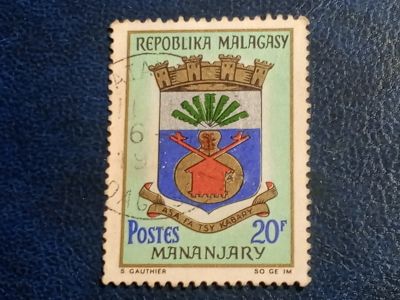 REPOBLIKA MALAGASY
ASA FA TSY KABARY
POSTES 20F
MANANJARY
S GAUTHIER SO GE IM